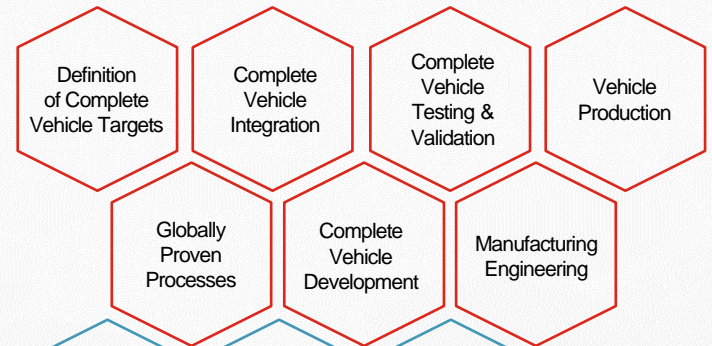 Definition
of Complete
Vehicle Targets
Complete
Vehicle
Integration
Complete
Vehicle
Testing &
Validation
Vehicle
Production
Globally
Proven
Processes
Complete
Vehicle
Development
Manufacturing
Engineering